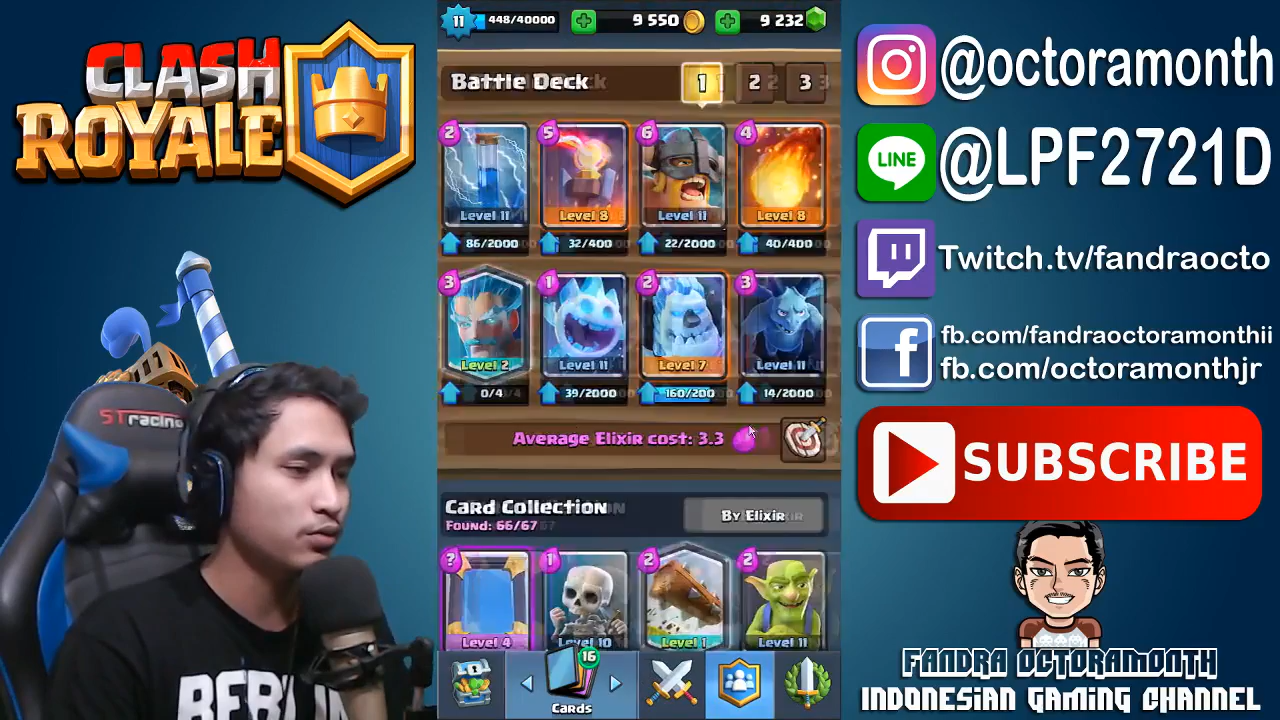 CLASH
ROYALE
11
448/40000
9 550
9 232
Battle Deck
1
2
3
2
5
6
4
Level 11
Level 8
Level 11
Level 8
86/2000
32/400
22/2000
40/400
3
1
2
3
Level 2
Level 11
Level 7
Level 11
0/4
39/2000
160/200
14/2000
Average Elixir cost: 3.3
Card Collection
By Elixir
Found: 66/67
?
1
2
2
Level 4
Level 10
Level 1
Level 11
16
Cards
STracing
@octoramonth
LINE
@LPF2721D
Twitch.tv/fandraocto
f
fb.com/fandraoctoramonthii
fb.com/octoramonthjr
SUBSCRIBE
FANDRA OCTORAMONTH
INDONESIAN GAMING CHANNEL